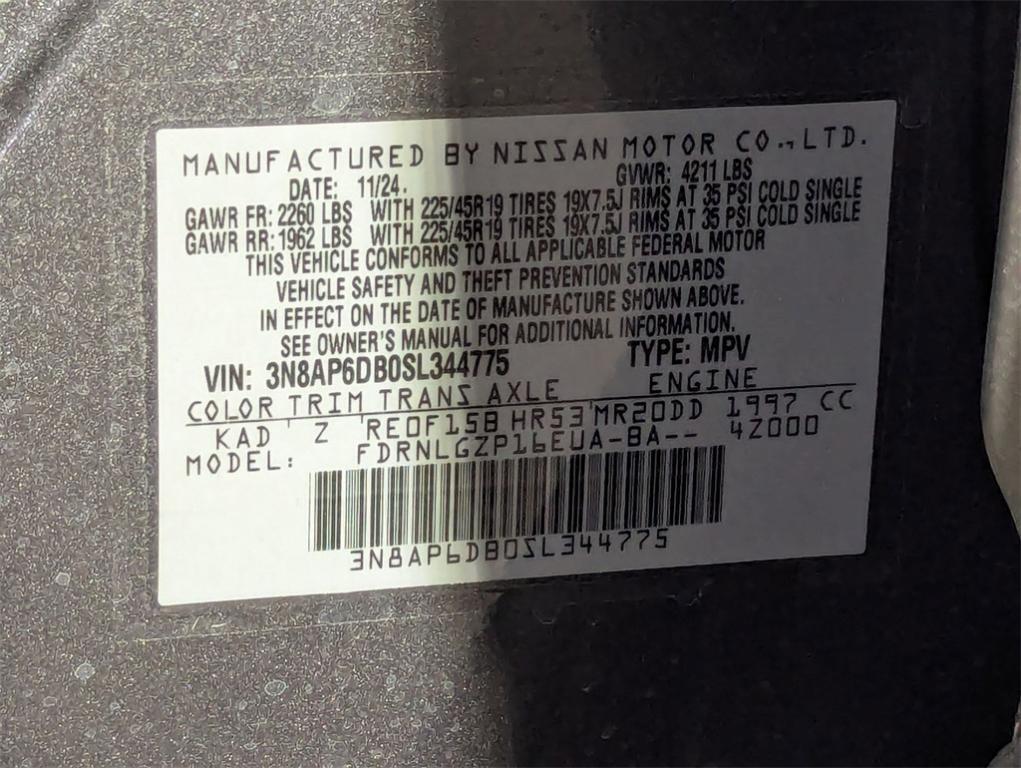 MANUFACTURED BY NISSAN MOTOR CO., LTD.
DATE: 11/24. GVWR: 4211 LBS
GAWR FR: 2260 LBS WITH 225/45R19 TIRES 19X7.5J RIMS AT 35 PSI COLD SINGLE
GAWR RR: 1962 LBS WITH 225/45R19 TIRES 19X7.5J RIMS AT 35 PSI COLD SINGLE
THIS VEHICLE CONFORMS TO ALL APPLICABLE FEDERAL MOTOR
VEHICLE SAFETY AND THEFT PREVENTION STANDARDS
IN EFFECT ON THE DATE OF MANUFACTURE SHOWN ABOVE.
SEE OWNER'S MANUAL FOR ADDITIONAL INFORMATION.
VIN: 3N8AP6DB0SL344775 TYPE: MPV
COLOR TRIM TRANS AXLE ENGINE
KAD ' Z 'RE0F15B HR53'MR20DD 1997 CC
MODEL: FDRNLGZP16EUA-BA-- 4Z000
3N8AP6DB0SL344775